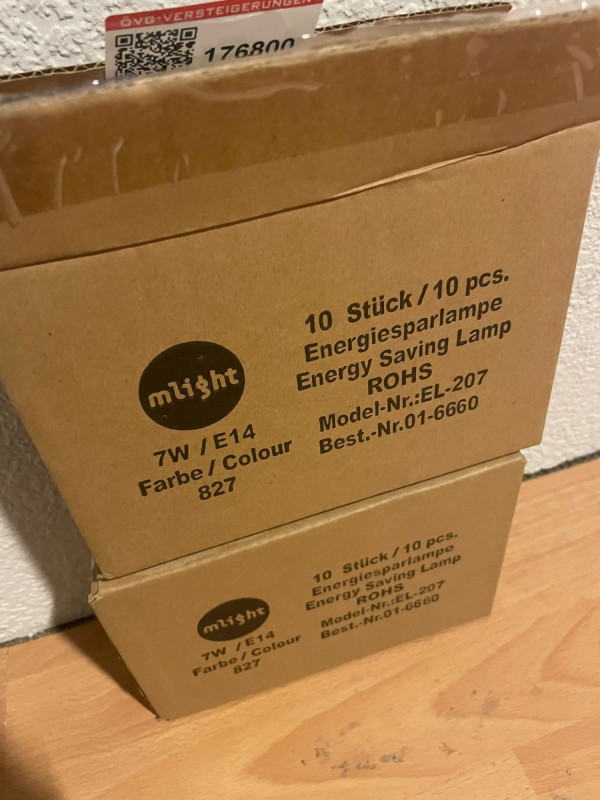 ÖVG-VERSTEIGERUNGEN
176800
mlight
7W / E14
Farbe / Colour
827
10 Stück / 10 pcs.
Energiesparlampe
Energy Saving Lamp
ROHS
Model-Nr.:EL-207
Best.-Nr.01-6660
mlight
7W / E14
Farbe / Colour
827
10 Stück / 10 pcs.
Energiesparlampe
Energy Saving Lamp
ROHS
Model-Nr.:EL-207
Best.-Nr.01-6660